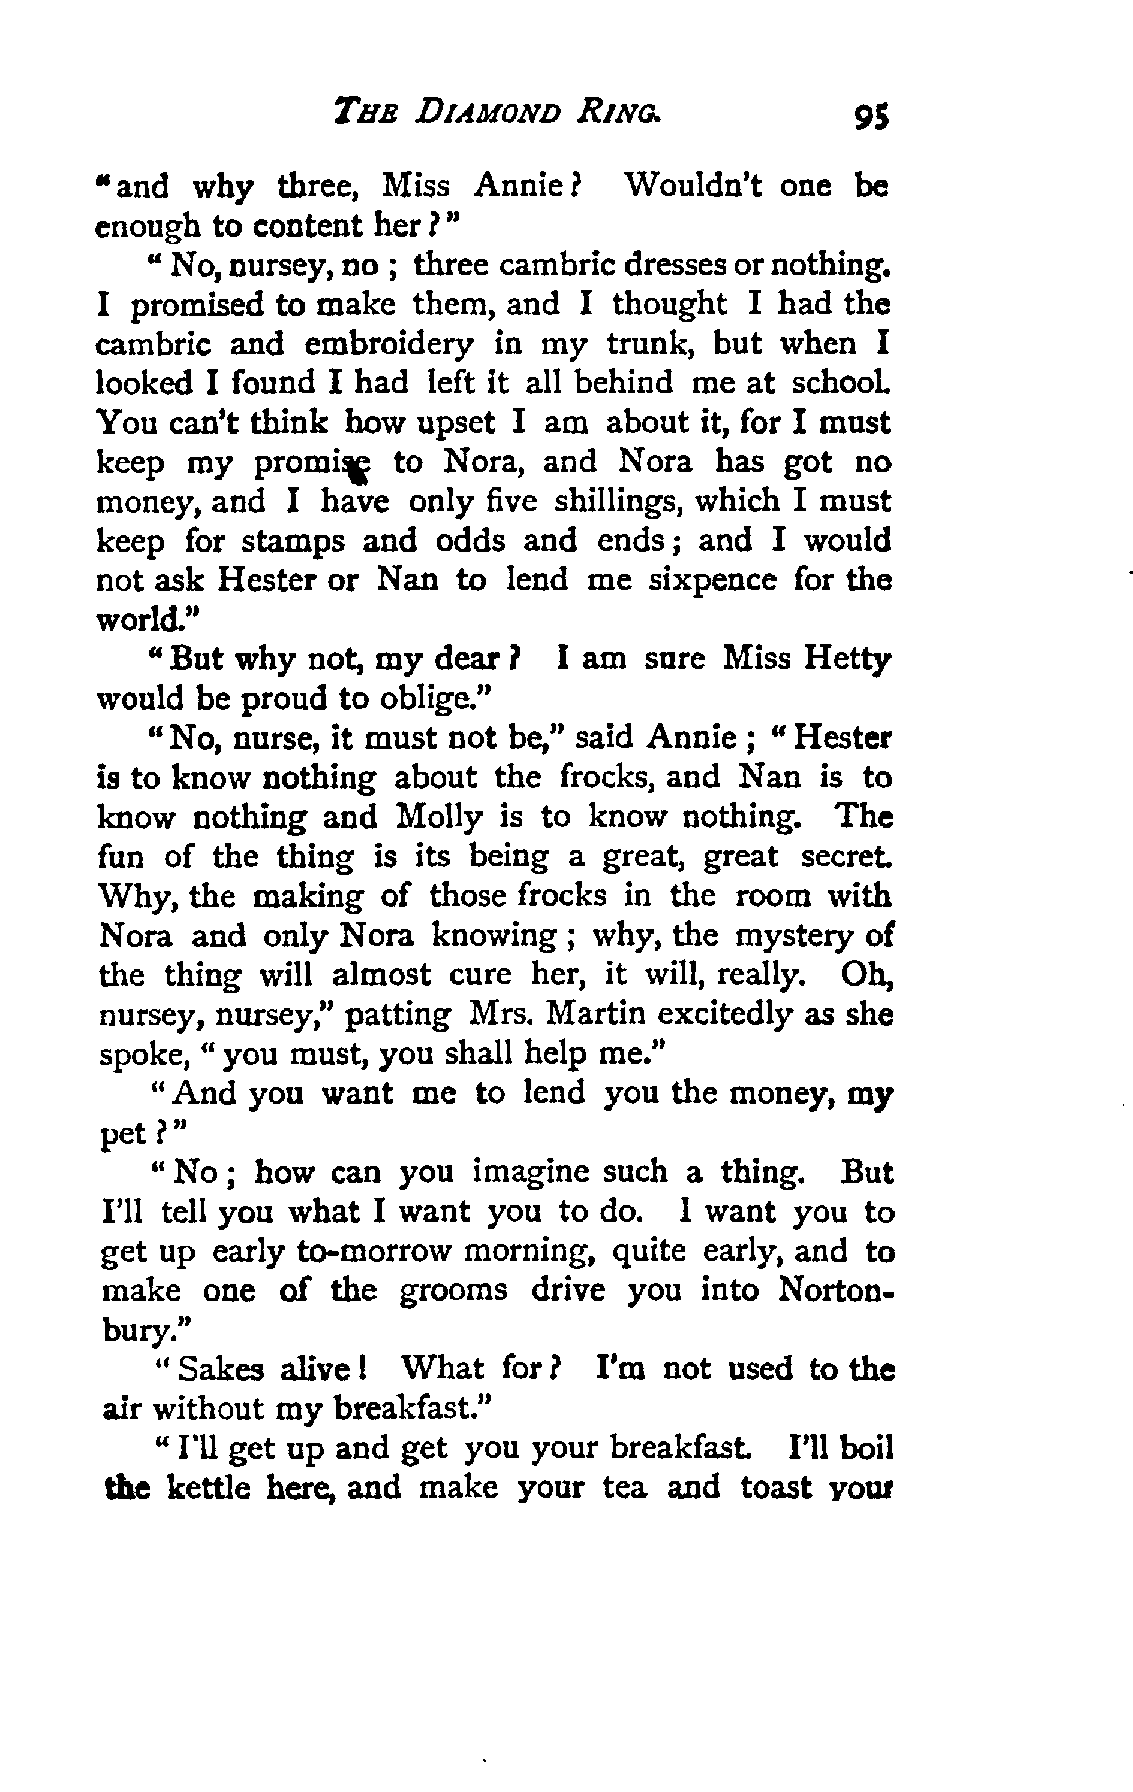 THE DIAMOND RING. 95
"and why three, Miss Annie? Wouldn't one be
enough to content her?"
"No, nursey, no; three cambric dresses or nothing.
I promised to make them, and I thought I had the
cambric and embroidery in my trunk, but when I
looked I found I had left it all behind me at school.
You can't think how upset I am about it, for I must
keep my promise to Nora, and Nora has got no
money, and I have only five shillings, which I must
keep for stamps and odds and ends; and I would
not ask Hester or Nan to lend me sixpence for the
world."
"But why not, my dear? I am sure Miss Hetty
would be proud to oblige."
"No, nurse, it must not be," said Annie; "Hester
is to know nothing about the frocks, and Nan is to
know nothing and Molly is to know nothing. The
fun of the thing is its being a great, great secret.
Why, the making of those frocks in the room with
Nora and only Nora knowing; why, the mystery of
the thing will almost cure her, it will, really. Oh,
nursey, nursey," patting Mrs. Martin excitedly as she
spoke, "you must, you shall help me."
"And you want me to lend you the money, my
pet?"
"No; how can you imagine such a thing. But
I'll tell you what I want you to do. I want you to
get up early to-morrow morning, quite early, and to
make one of the grooms drive you into Norton-
bury."
"Sakes alive! What for? I'm not used to the
air without my breakfast."
"I'll get up and get you your breakfast. I'll boil
the kettle here, and make your tea and toast your